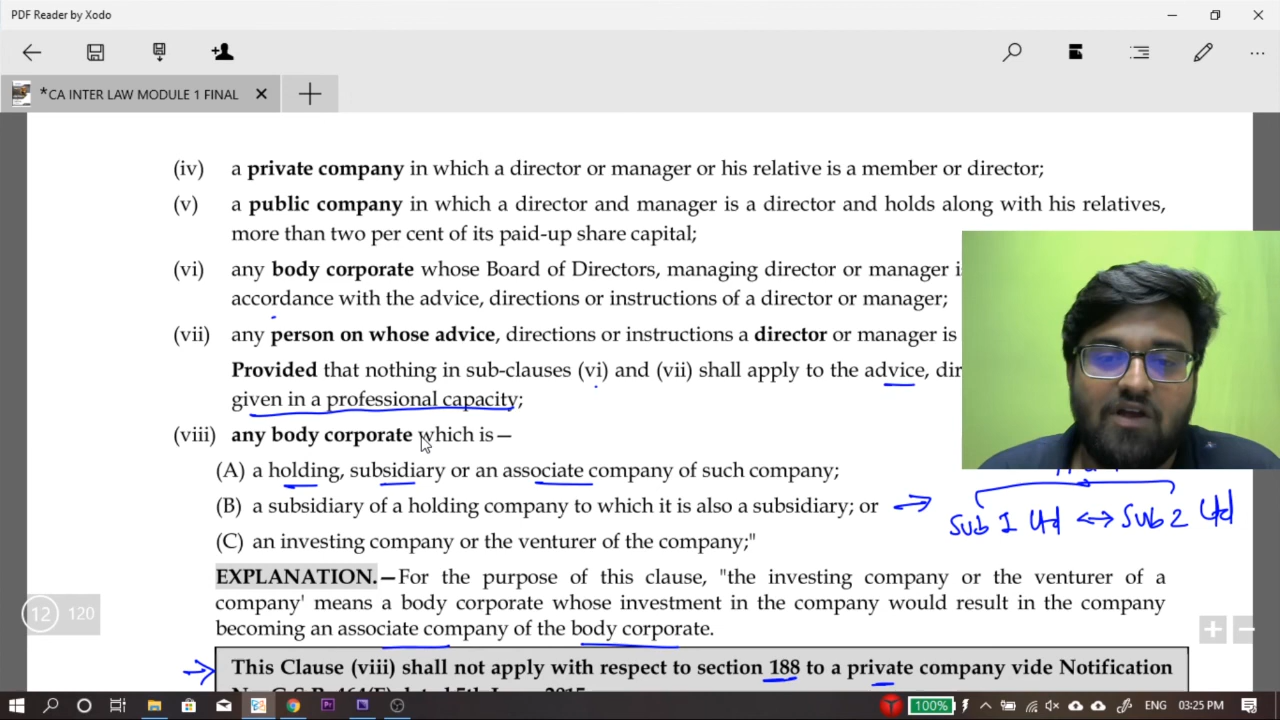 PDF Reader by Xodo
*CA INTER LAW MODULE 1 FINAL
(iv) a private company in which a director or manager or his relative is a member or director;
(v) a public company in which a director and manager is a director and holds along with his relatives,
more than two per cent of its paid-up share capital;
(vi) any body corporate whose Board of Directors, managing director or manager
accordance with the advice, directions or instructions of a director or manager;
(vii) any person on whose advice, directions or instructions a director or manager is
Provided that nothing in sub-clauses (vi) and (vii) shall apply to the advice,
given in a professional capacity;
(viii) any body corporate which is—
(A) a holding, subsidiary or an associate company of such company;
(B) a subsidiary of a holding company to which it is also a subsidiary; or
Sub 1 Ltd ↔ Sub 2 Ltd
(C) an investing company or the venturer of the company;"
EXPLANATION.—For the purpose of this clause, "the investing company or the venturer of a
company' means a body corporate whose investment in the company would result in the company
becoming an associate company of the body corporate.
12 120
This Clause (viii) shall not apply with respect to section 188 to a private company vide Notification
100% ENG 03:25 PM